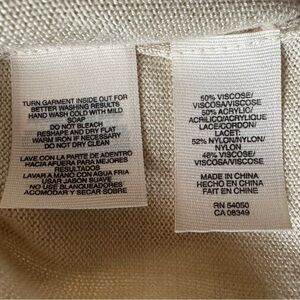 TURN GARMENT INSIDE OUT FOR
BETTER WASHING RESULTS
HAND WASH COLD WITH MILD
SOAP
DO NOT BLEACH
RESHAPE AND DRY FLAT
WARM IRON IF NECESSARY
DO NOT DRY CLEAN
LAVE CON LA PARTE DE ADENTRO
HACIA AFUERA PARA MEJORES
RESULTADOS
LAVAR A MANO CON AGUA FRIA
USAR JABON SUAVE
NO USE BLANQUEADORES
ACOMODAR Y SECAR SOBRE
50% VISCOSE/
VISCOSA/VISCOSE
50% ACRYLIC/
ACRILICO/ACRYLIQUE
LACE/CORDON/
LACET:
52% NYLON/NYLON/
NYLON
48% VISCOSE/
VISCOSA/VISCOSE
MADE IN CHINA
HECHO EN CHINA
FAIT EN CHINE
RN 54050
CA 08349